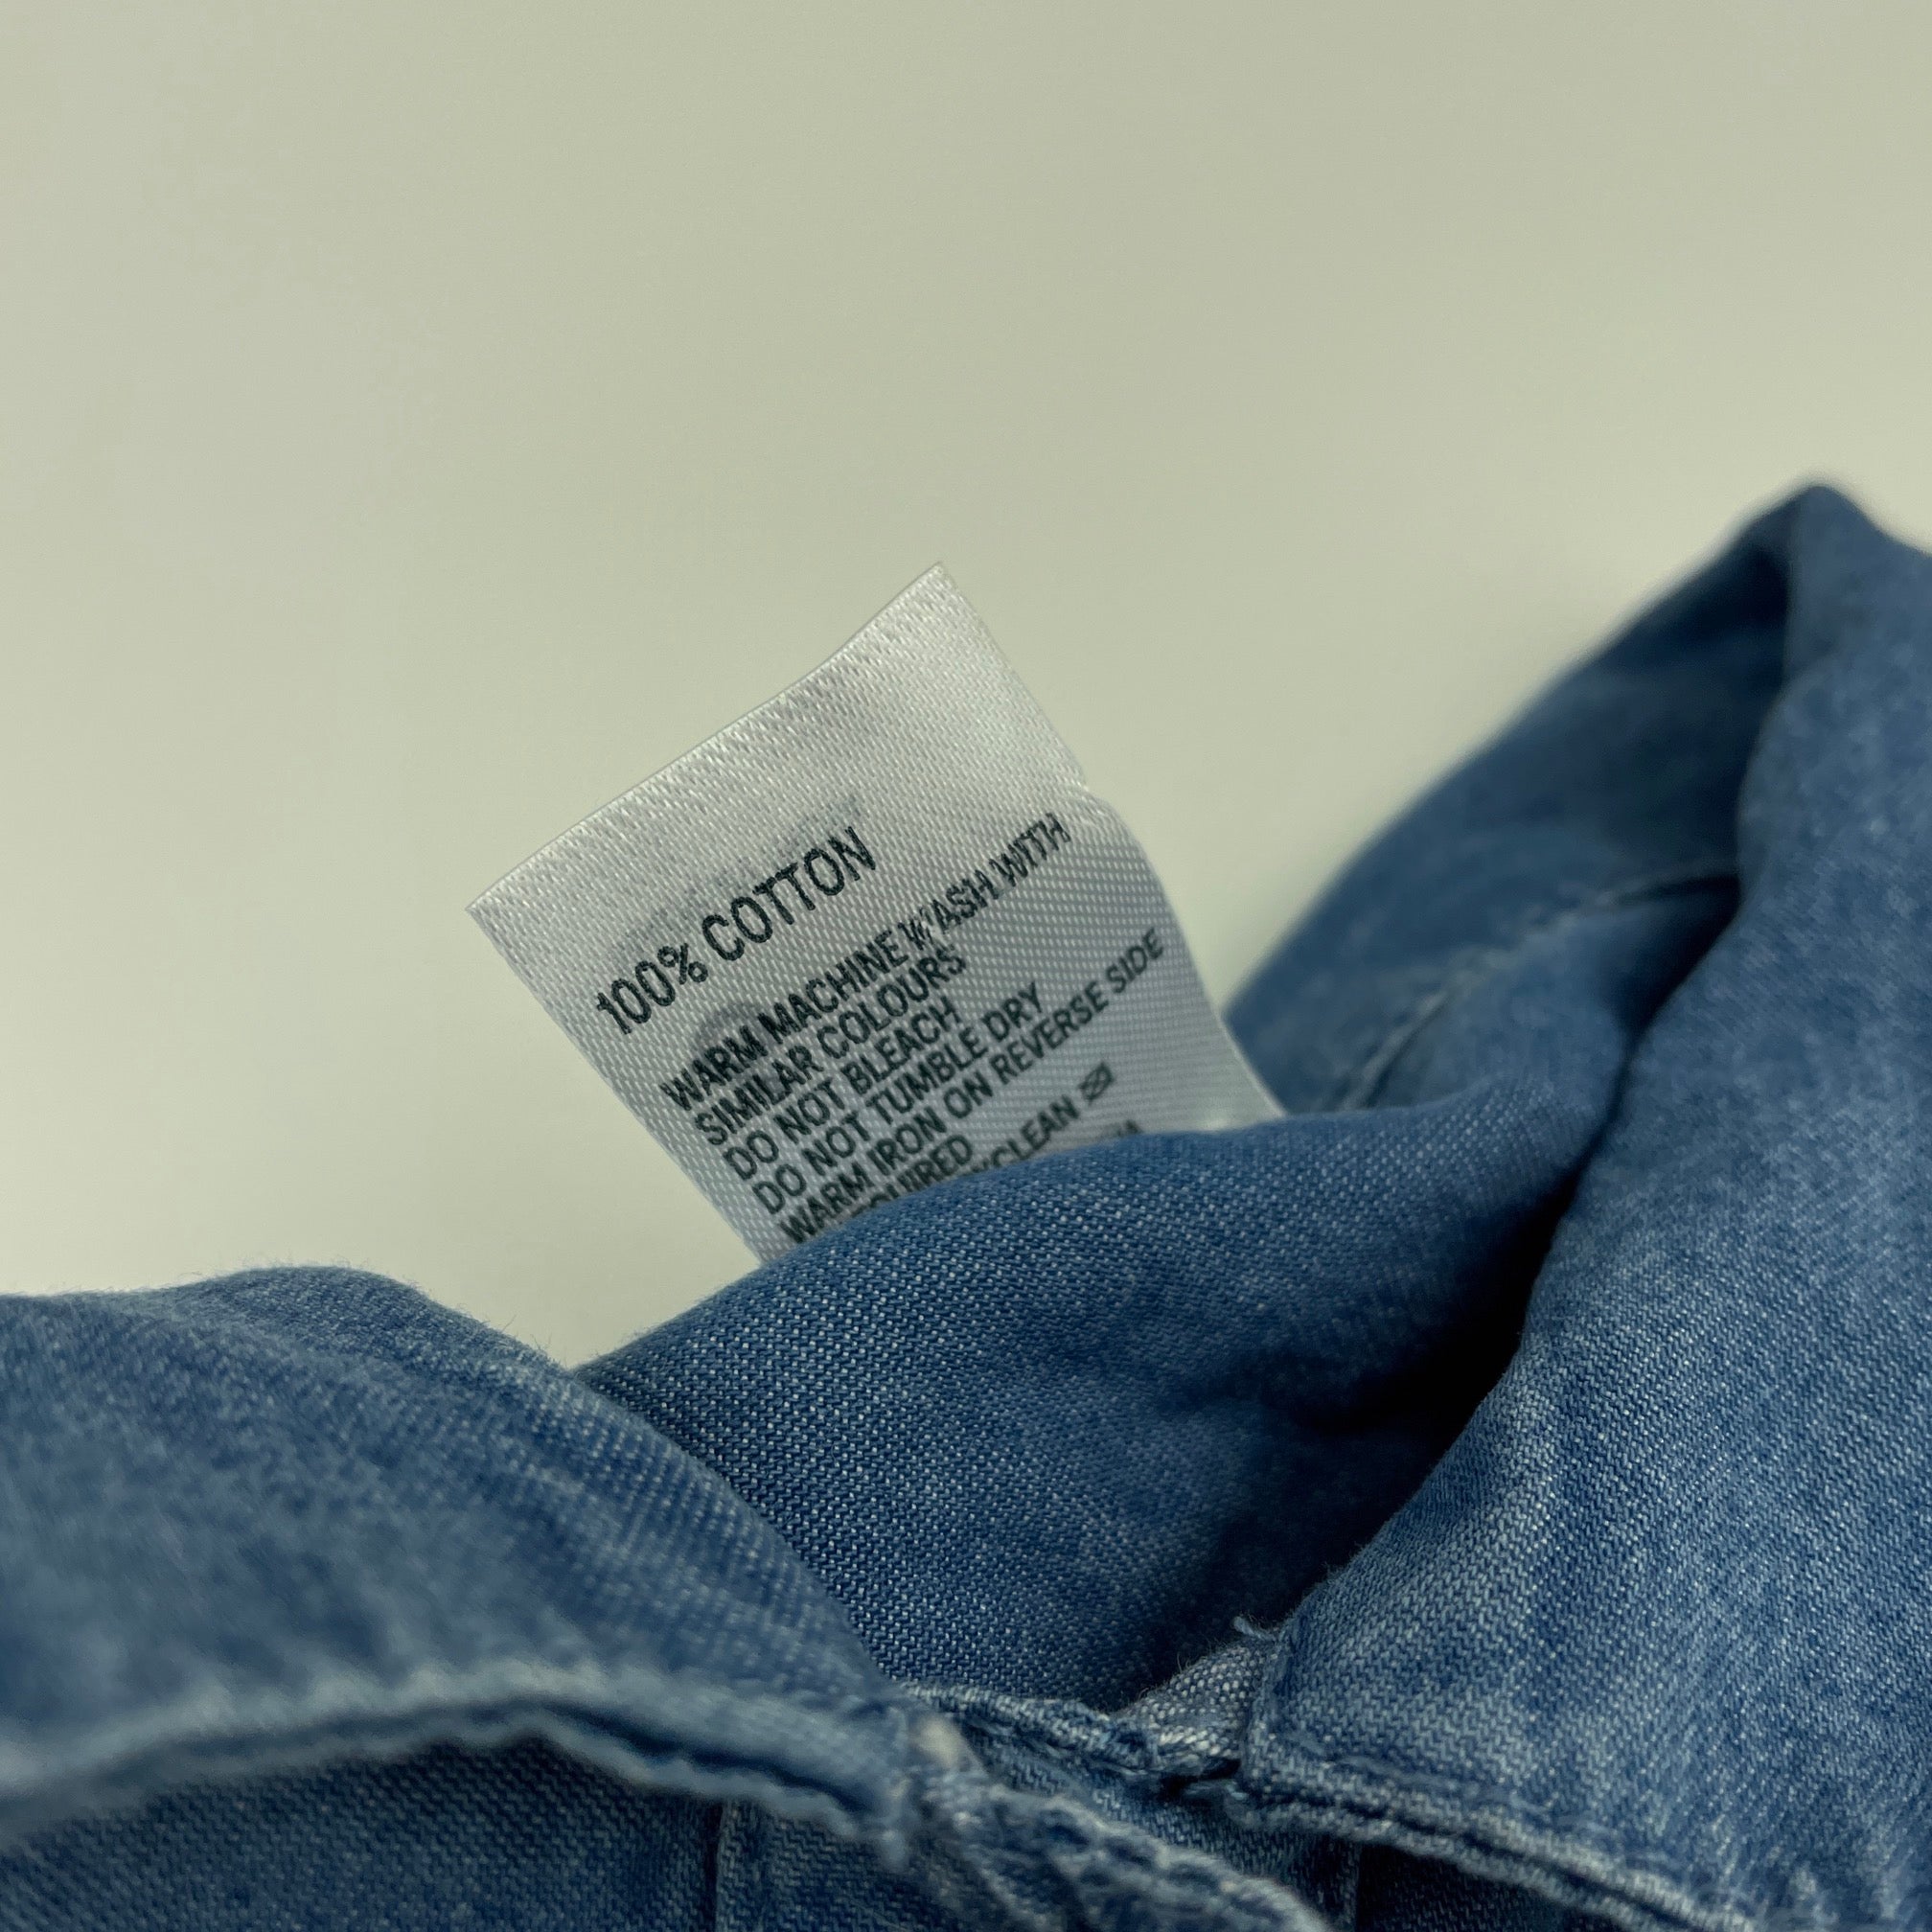 100% COTTON
WARM MACHINE WASH WITH
SIMILAR COLOURS
DO NOT BLEACH
DO NOT TUMBLE DRY
WARM IRON ON REVERSE SIDE